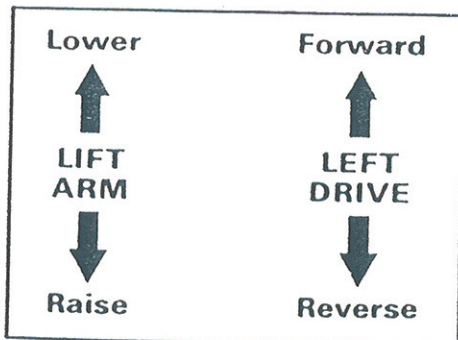 Lower
Forward
LIFT
ARM
LEFT
DRIVE
Raise
Reverse